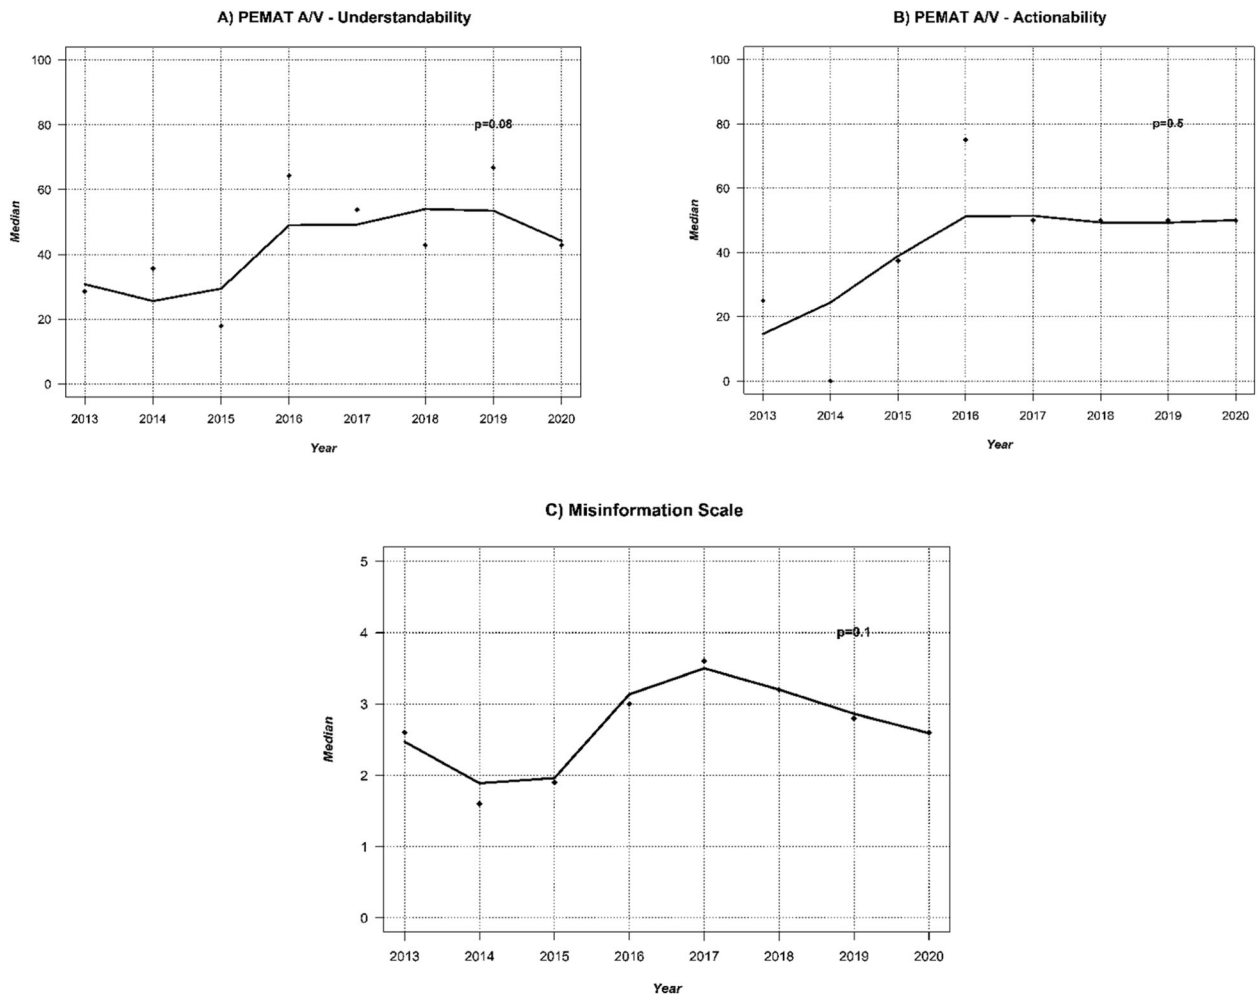 A) PEMAT A/V - Understandability
100
80
60
40
20
0
Median
p=0.08
2013 2014 2015 2016 2017 2018 2019 2020
Year
B) PEMAT A/V - Actionability
100
80
60
40
20
0
Median
p=0.5
2013 2014 2015 2016 2017 2018 2019 2020
Year
C) Misinformation Scale
5
4
3
2
1
0
Median
p=0.1
2013 2014 2015 2016 2017 2018 2019 2020
Year